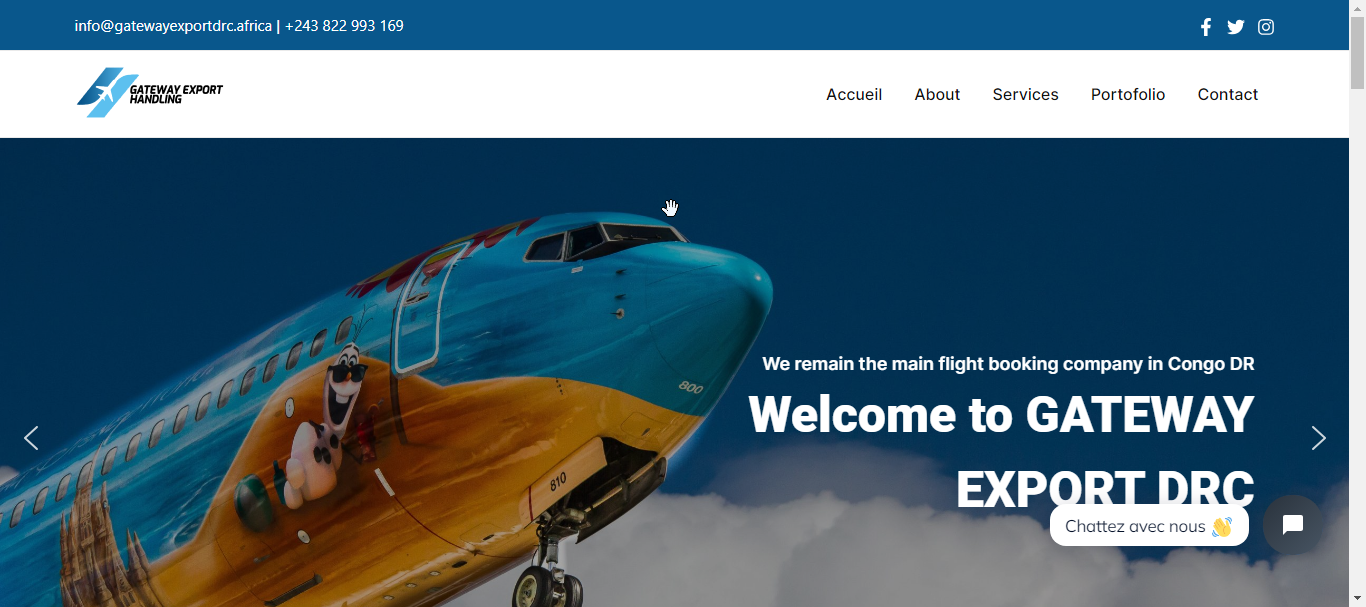 info@gatewayexportdrc.africa | +243 822 993 169
GATEWAY EXPORT
HANDLING
Accueil About Services Portofolio Contact
800
810
We remain the main flight booking company in Congo DR
Welcome to GATEWAY
EXPORT DRC
Chattez avec nous 👋